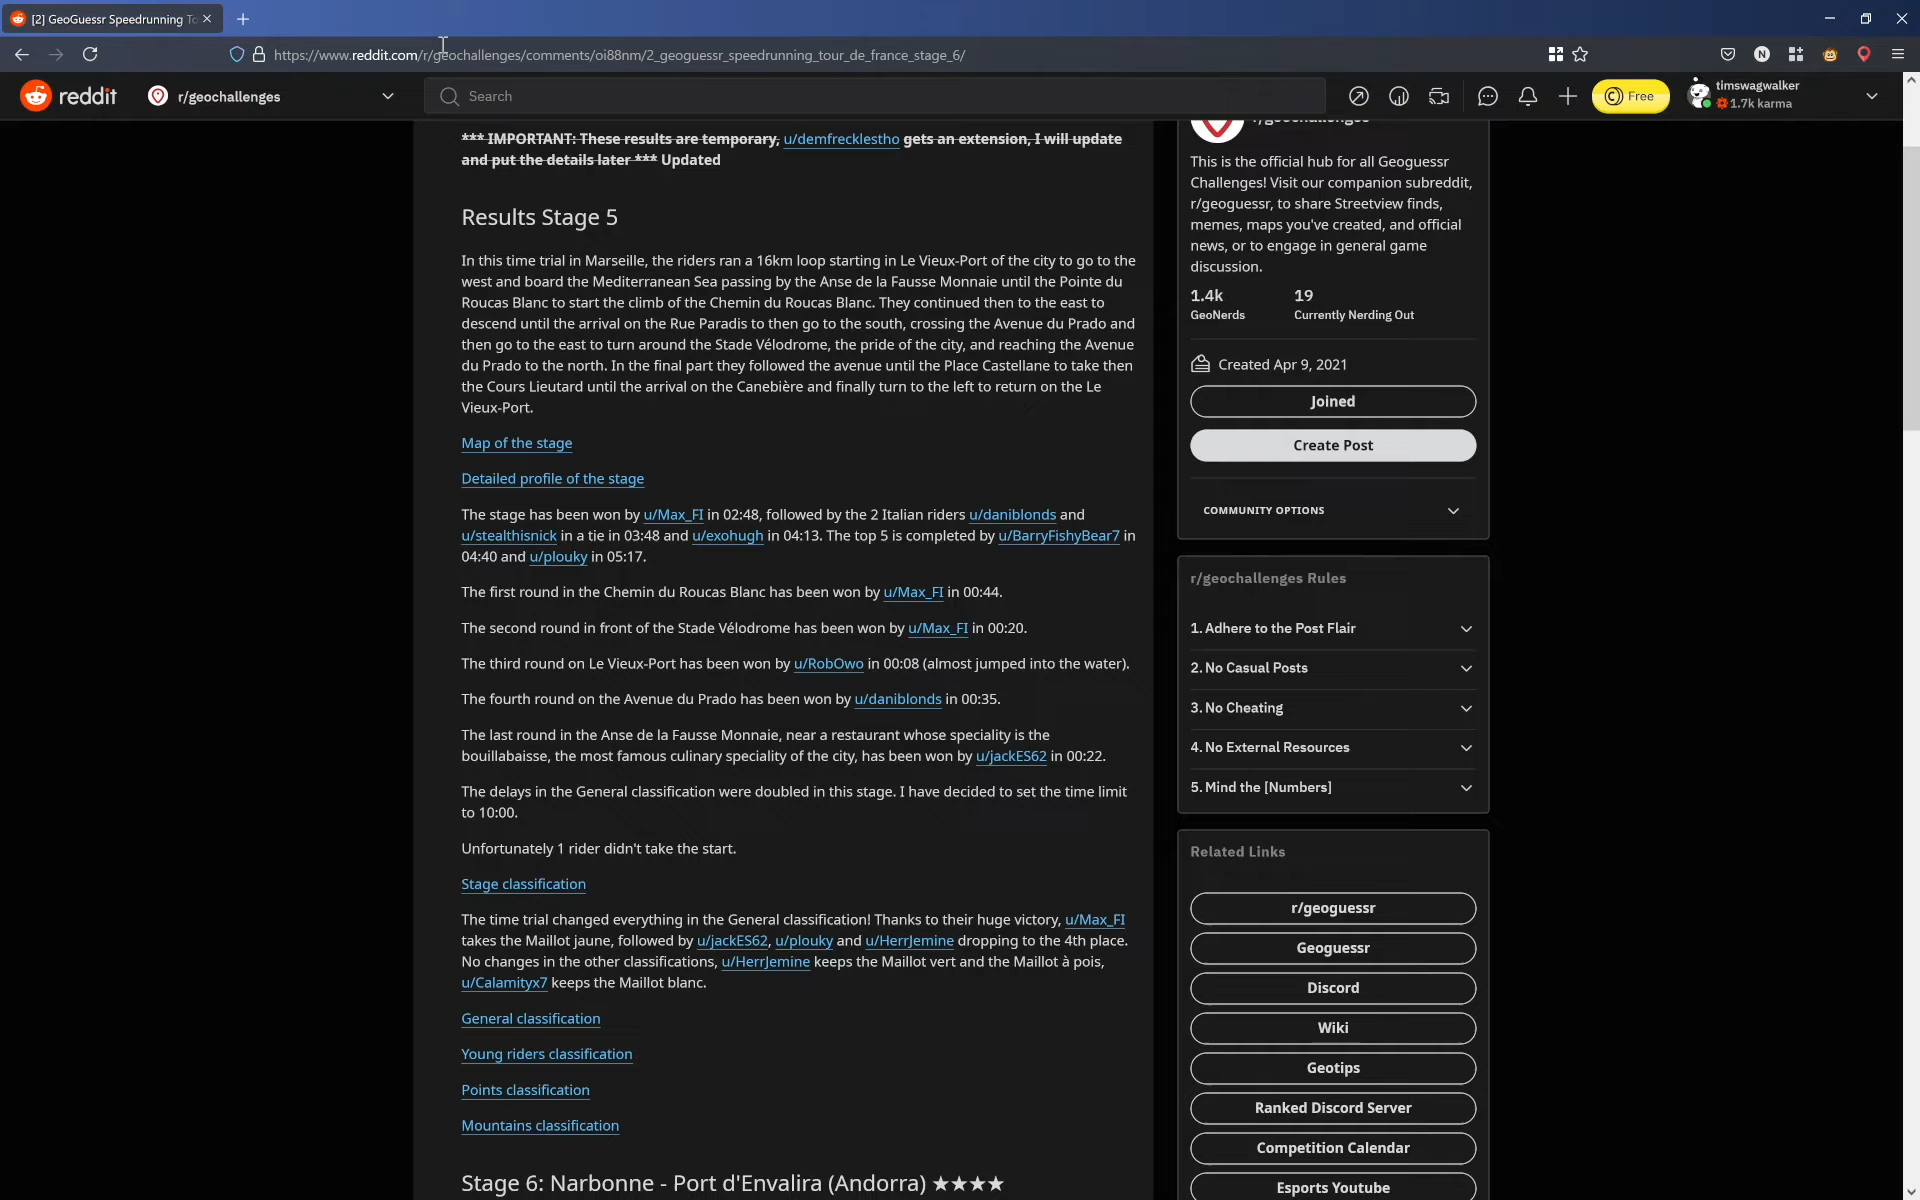 [2] GeoGuessr Speedrunning To
https://www.reddit.com/r/geochallenges/comments/oi88nm/2_geoguessr_speedrunning_tour_de_france_stage_6/
reddit
r/geochallenges
Search
Free
timswagwalker
1.7k karma
*** IMPORTANT: These results are temporary, u/demfrecklestho gets an extension, I will update
and put the details later *** Updated
Results Stage 5
In this time trial in Marseille, the riders ran a 16km loop starting in Le Vieux-Port of the city to go to the
west and board the Mediterranean Sea passing by the Anse de la Fausse Monnaie until the Pointe du
Roucas Blanc to start the climb of the Chemin du Roucas Blanc. They continued then to the east to
descend until the arrival on the Rue Paradis to then go to the south, crossing the Avenue du Prado and
then go to the east to turn around the Stade Vélodrome, the pride of the city, and reaching the Avenue
du Prado to the north. In the final part they followed the avenue until the Place Castellane to take then
the Cours Lieutard until the arrival on the Canebière and finally turn to the left to return on the Le
Vieux-Port.
Map of the stage
Detailed profile of the stage
The stage has been won by u/Max_FI in 02:48, followed by the 2 Italian riders u/daniblonds and
u/stealthisnick in a tie in 03:48 and u/exohugh in 04:13. The top 5 is completed by u/BarryFishyBear7 in
04:40 and u/plouky in 05:17.
The first round in the Chemin du Roucas Blanc has been won by u/Max_FI in 00:44.
The second round in front of the Stade Vélodrome has been won by u/Max_FI in 00:20.
The third round on Le Vieux-Port has been won by u/RobOwo in 00:08 (almost jumped into the water).
The fourth round on the Avenue du Prado has been won by u/daniblonds in 00:35.
The last round in the Anse de la Fausse Monnaie, near a restaurant whose speciality is the
bouillabaisse, the most famous culinary speciality of the city, has been won by u/jackES62 in 00:22.
The delays in the General classification were doubled in this stage. I have decided to set the time limit
to 10:00.
Unfortunately 1 rider didn't take the start.
Stage classification
The time trial changed everything in the General classification! Thanks to their huge victory, u/Max_FI
takes the Maillot jaune, followed by u/jackES62, u/plouky and u/HerrJemine dropping to the 4th place.
No changes in the other classifications, u/HerrJemine keeps the Maillot vert and the Maillot à pois,
u/Calamityx7 keeps the Maillot blanc.
General classification
Young riders classification
Points classification
Mountains classification
Stage 6: Narbonne - Port d'Envalira (Andorra) ★★★★
r/geochallenges
This is the official hub for all Geoguessr
Challenges! Visit our companion subreddit,
r/geoguessr, to share Streetview finds,
memes, maps you've created, and official
news, or to engage in general game
discussion.
1.4k 19
GeoNerds Currently Nerding Out
Created Apr 9, 2021
Joined
Create Post
COMMUNITY OPTIONS
r/geochallenges Rules
1. Adhere to the Post Flair
2. No Casual Posts
3. No Cheating
4. No External Resources
5. Mind the [Numbers]
Related Links
r/geoguessr
Geoguessr
Discord
Wiki
Geotips
Ranked Discord Server
Competition Calendar
Esports Youtube